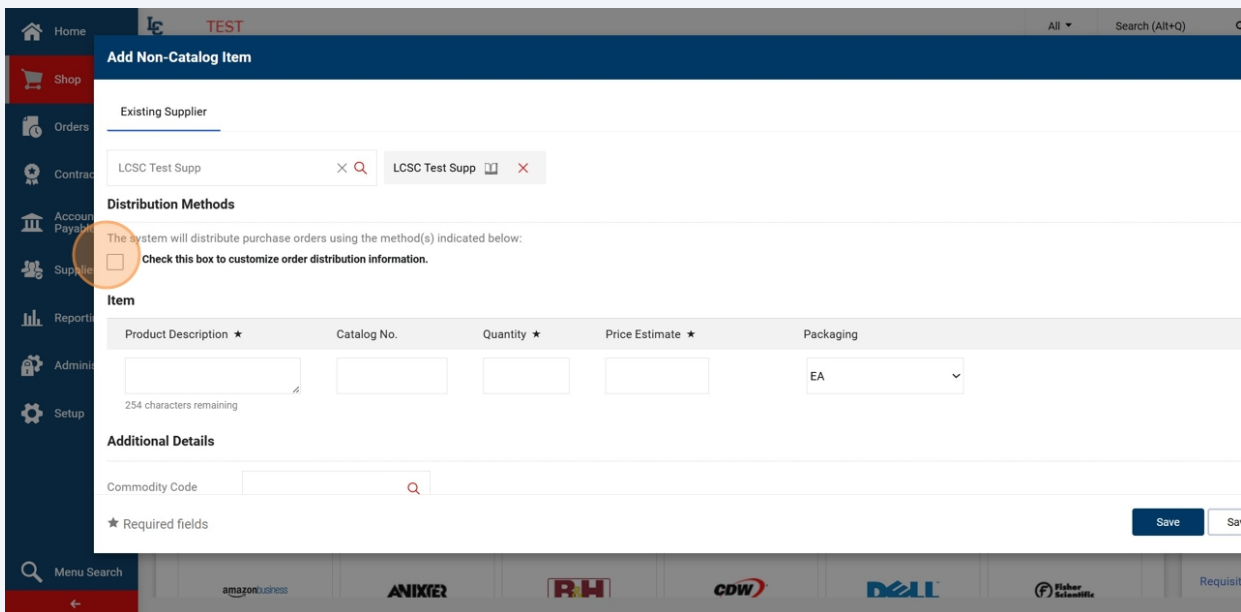 Home
LC TEST
All
Search (Alt+Q)
Add Non-Catalog Item
Shop
Existing Supplier
Orders
LCSC Test Supp
LCSC Test Supp
Contrac
Distribution Methods
Accoun
Payabl
The system will distribute purchase orders using the method(s) indicated below:
Check this box to customize order distribution information.
Supplie
Item
Reporti
Product Description ★ Catalog No. Quantity ★ Price Estimate ★ Packaging
Adminis
EA
254 characters remaining
Setup
Additional Details
Commodity Code
★ Required fields
Save
Sav
Menu Search
amazonbusiness
ANIXTER
B&H
CDW
DELL
Fisher
Scientific
Requisit